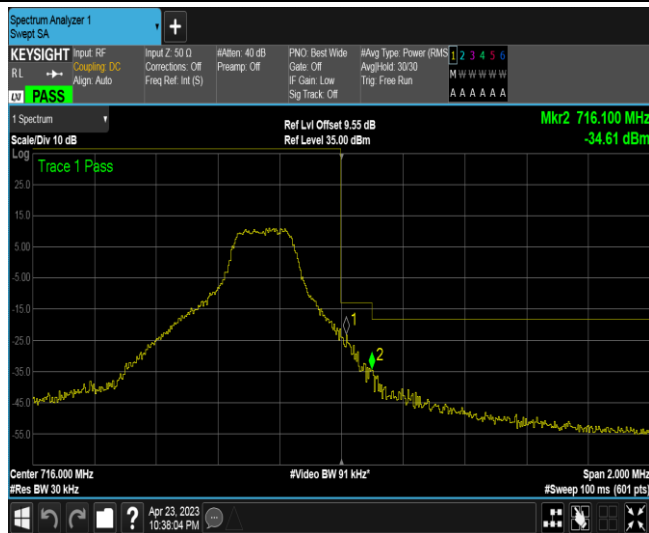 Spectrum Analyzer 1
Swept SA
+
KEYSIGHT
RL
LXI
PASS
Input: RF
Coupling: DC
Align: Auto
Input Z: 50 Ω
Corrections: Off
Freq Ref: Int (S)
#Atten: 40 dB
Preamp: Off
PNO: Best Wide
Gate: Off
IF Gain: Low
Sig Track: Off
#Avg Type: Power (RMS
Avg|Hold: 30/30
Trig: Free Run
1 2 3 4 5 6
M W W W W W
A A A A A A
1 Spectrum
Scale/Div 10 dB
Ref Lvl Offset 9.55 dB
Ref Level 35.00 dBm
Mkr2 716.100 MHz
-34.61 dBm
Log
Trace 1 Pass
25.0
15.0
5.00
-5.00
-15.0
-25.0
-35.0
-45.0
-55.0
1
2
Center 716.000 MHz
#Res BW 30 kHz
#Video BW 91 kHz*
Span 2.000 MHz
#Sweep 100 ms (601 pts)
?
Apr 23, 2023
10:38:04 PM